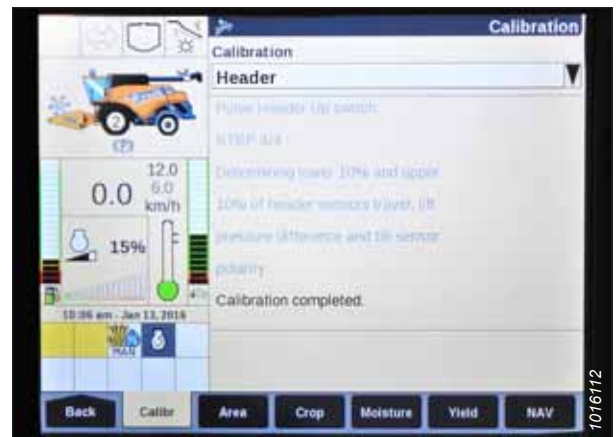 Calibration
Calibration
Header
Pulse Header Up switch.
STEP 4/4
Determining lower 10% and upper
10% of header sensory travel, lift
pressure difference and tilt sensor
polarity
Calibration completed.
2
(P)
12.0
0.0 6.0
km/h
15%
10:06 am - Jan 13, 2016
MAN
Back Calibr Area Crop Moisture Yield NAV
1016112